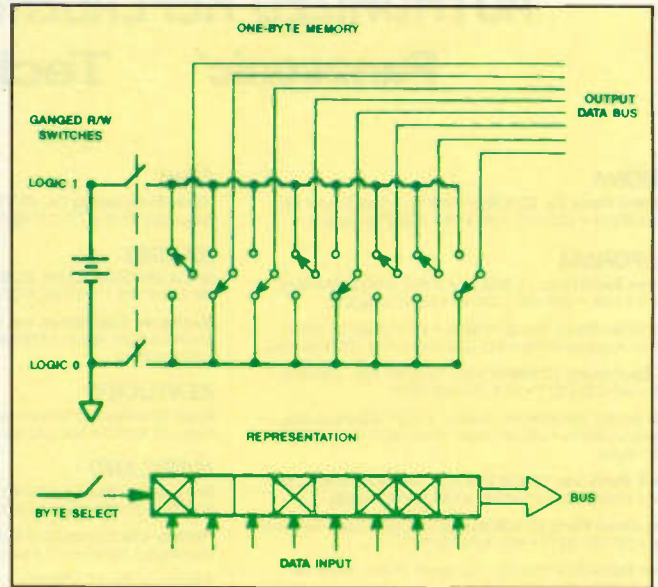 ONE-BYTE MEMORY
OUTPUT
DATA BUS
GANGED R/W
SWITCHES
LOGIC 1
LOGIC 0
REPRESENTATION
BYTE SELECT
BUS
DATA INPUT